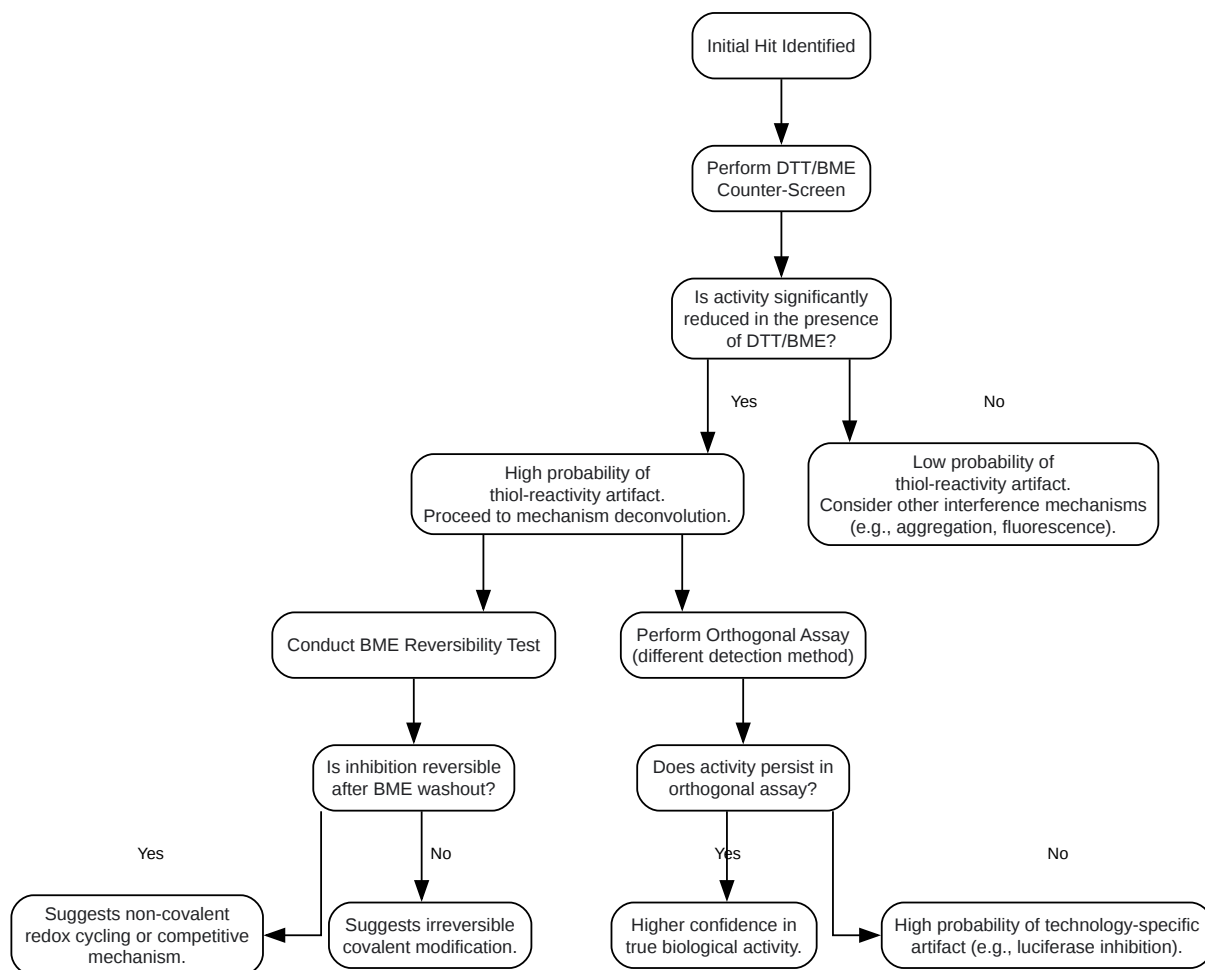 Initial Hit Identified
Perform DTT/BME
Counter-Screen
Is activity significantly
reduced in the presence
of DTT/BME?
Yes
No
High probability of
thiol-reactivity artifact.
Proceed to mechanism deconvolution.
Low probability of
thiol-reactivity artifact.
Consider other interference mechanisms
(e.g., aggregation, fluorescence).
Conduct BME Reversibility Test
Perform Orthogonal Assay
(different detection method)
Is inhibition reversible
after BME washout?
Does activity persist in
orthogonal assay?
Yes
No
Yes
No
Suggests non-covalent
redox cycling or competitive
mechanism.
Suggests irreversible
covalent modification.
Higher confidence in
true biological activity.
High probability of technology-specific
artifact (e.g., luciferase inhibition).